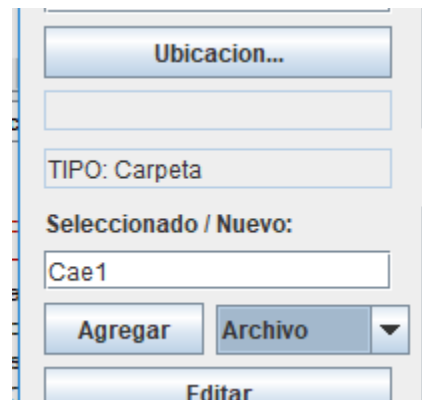 Ubicacion...
TIPO: Carpeta
Seleccionado / Nuevo:
Cae1
Agregar Archivo
Editar